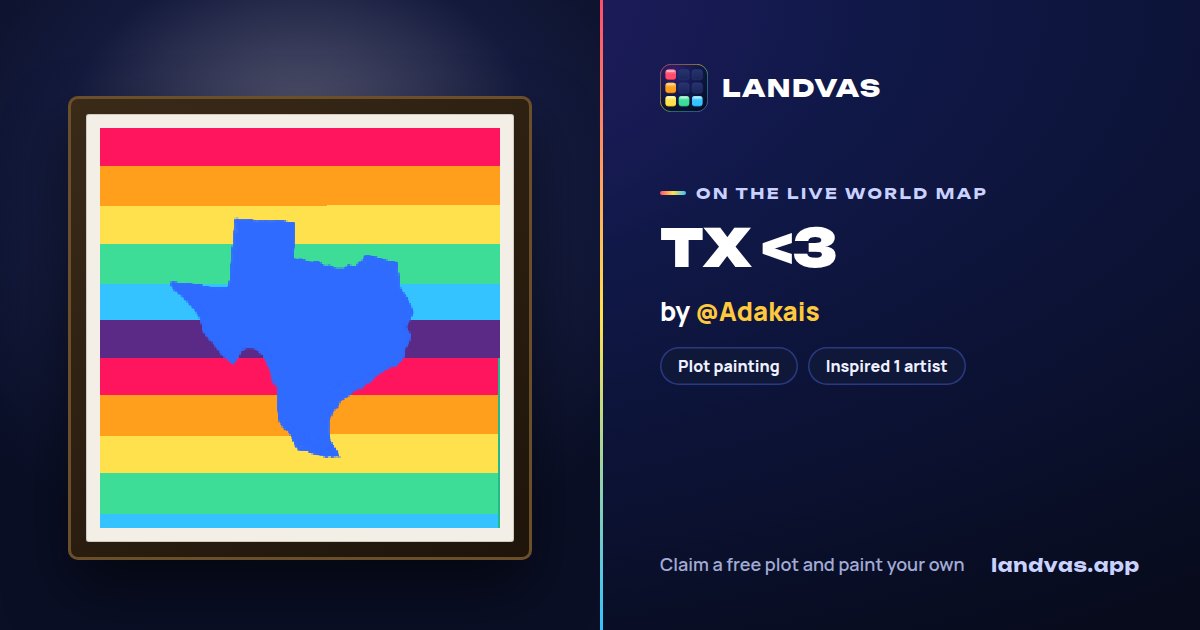 LANDVAS
ON THE LIVE WORLD MAP
TX <3
by @Adakais
Plot painting
Inspired 1 artist
Claim a free plot and paint your own
landvas.app